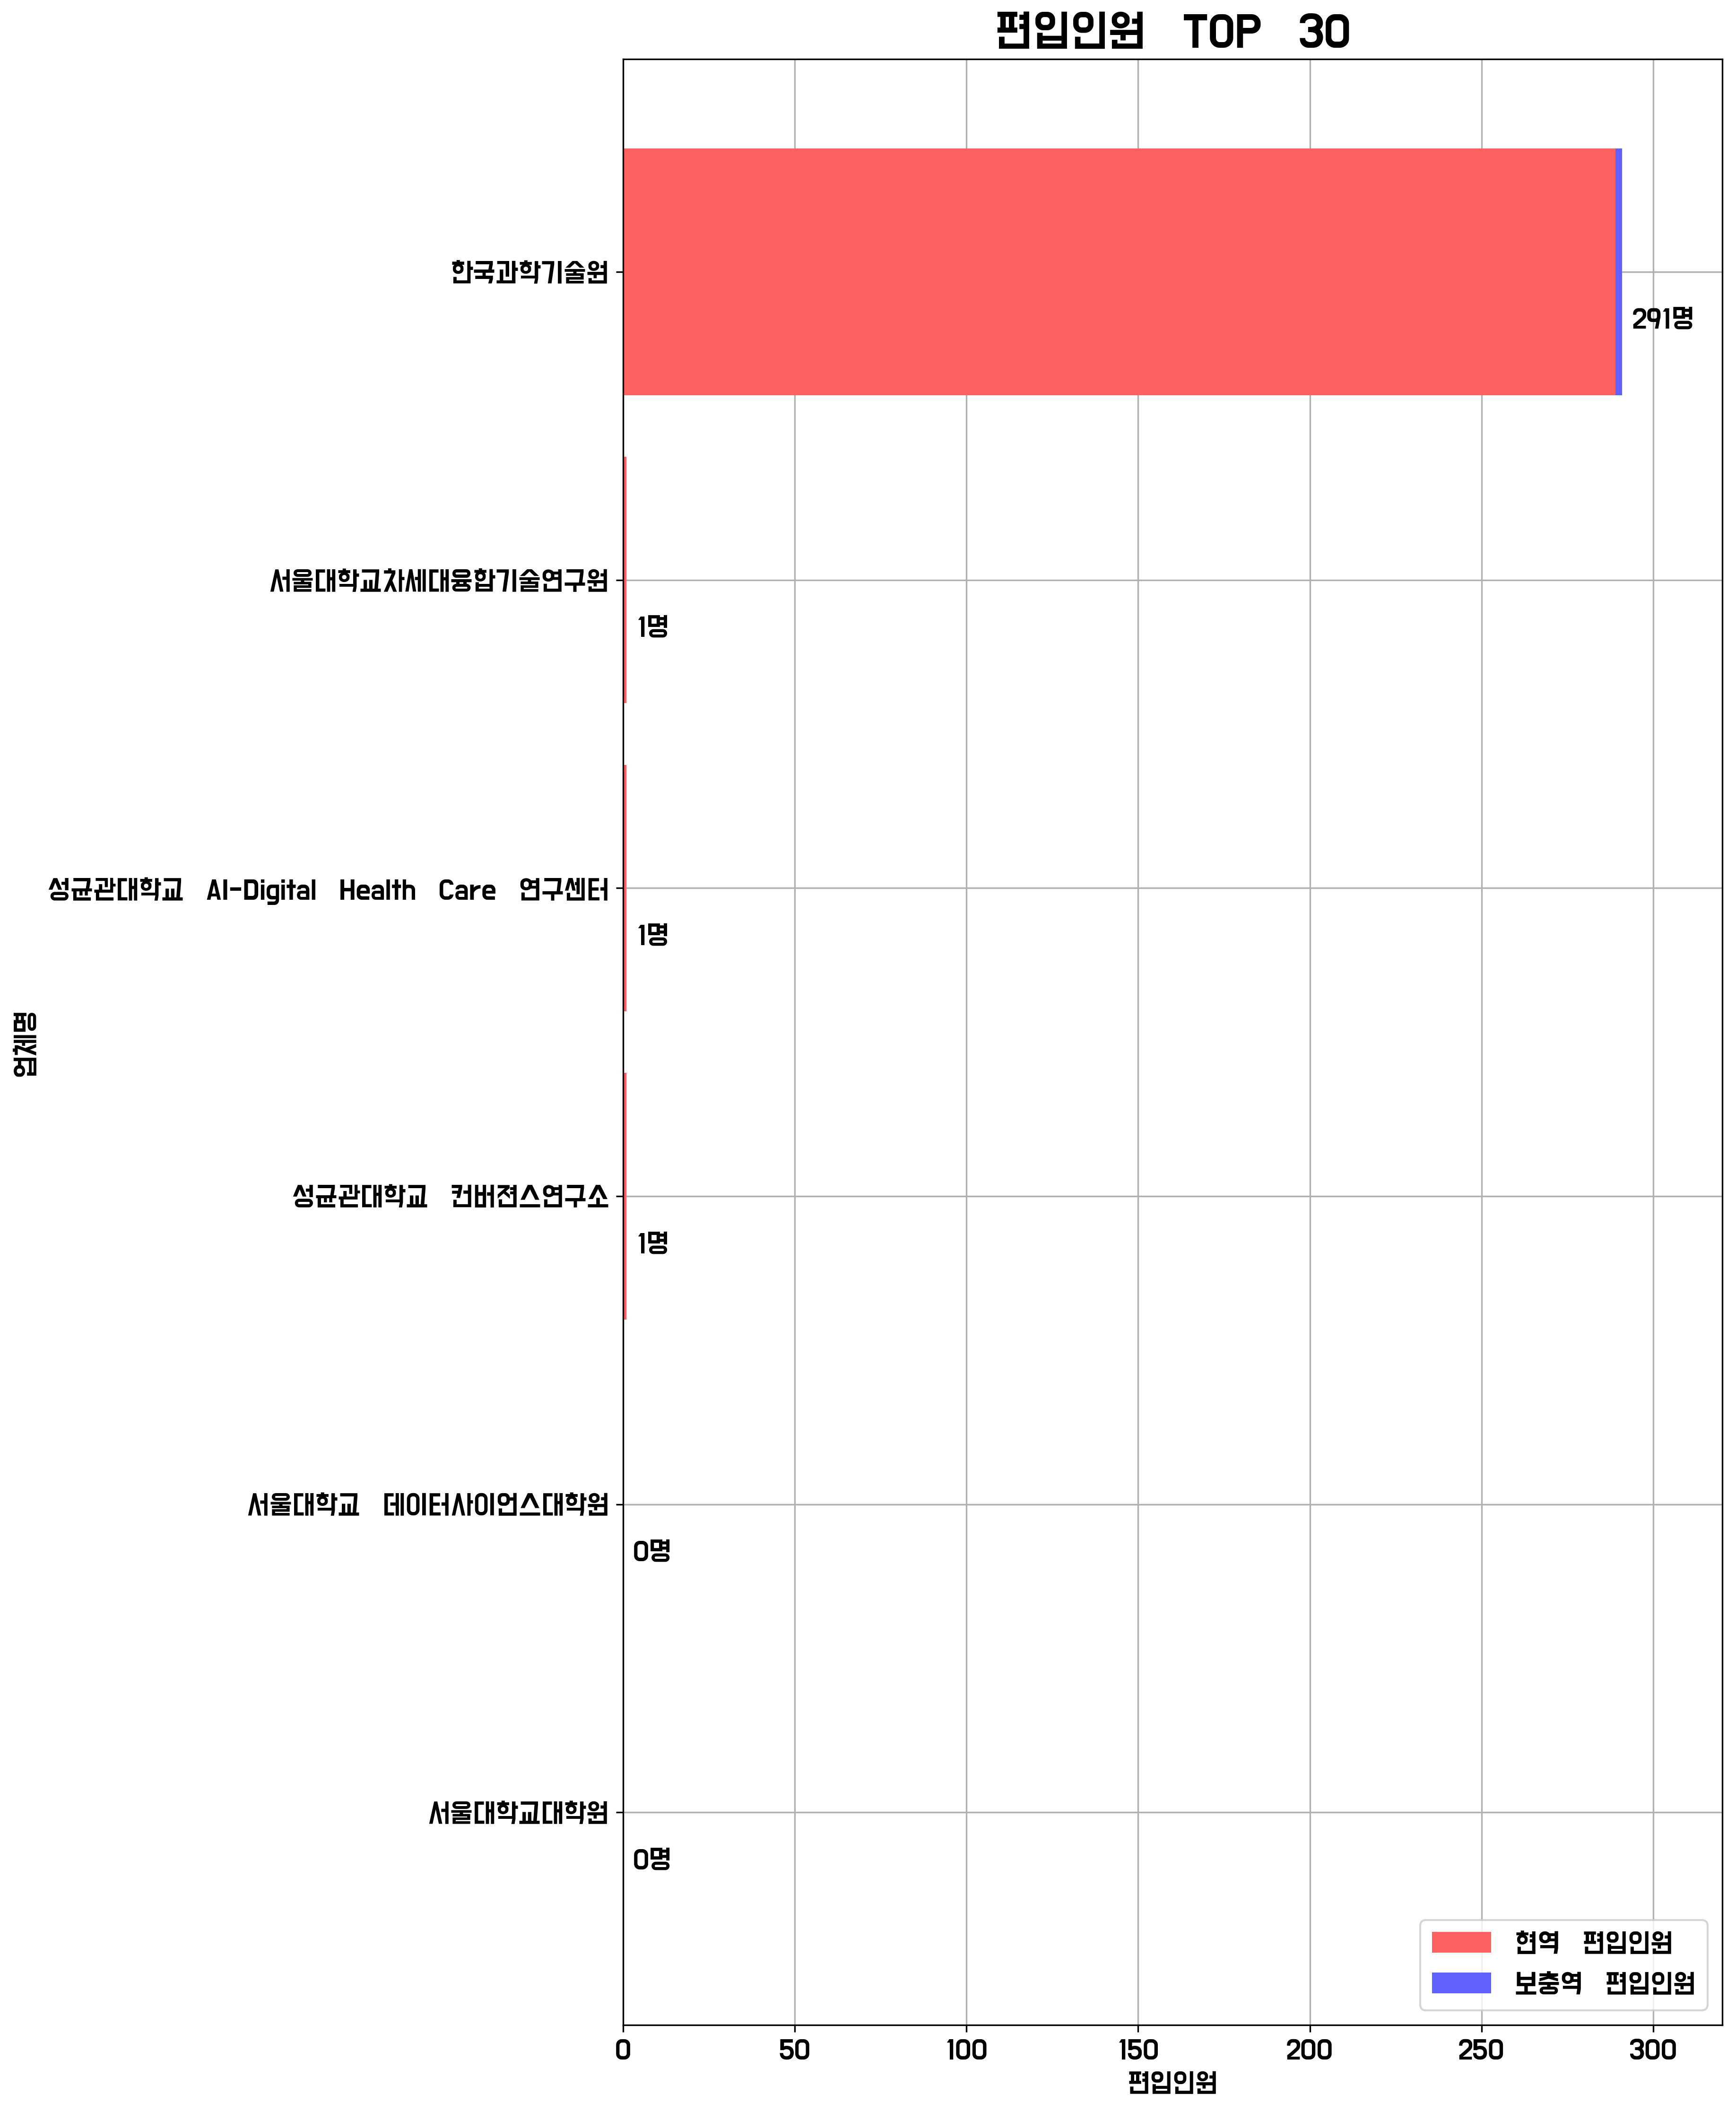 편입인원 TOP 30
한국과학기술원
291명
서울대학교차세대융합기술연구원
1명
성균관대학교 AI-Digital Health Care 연구센터
1명
업체명
성균관대학교 컨버젼스연구소
1명
서울대학교 데이터사이언스대학원
0명
서울대학교대학원
0명
현역 편입인원
보충역 편입인원
0 50 100 150 200 250 300
편입인원